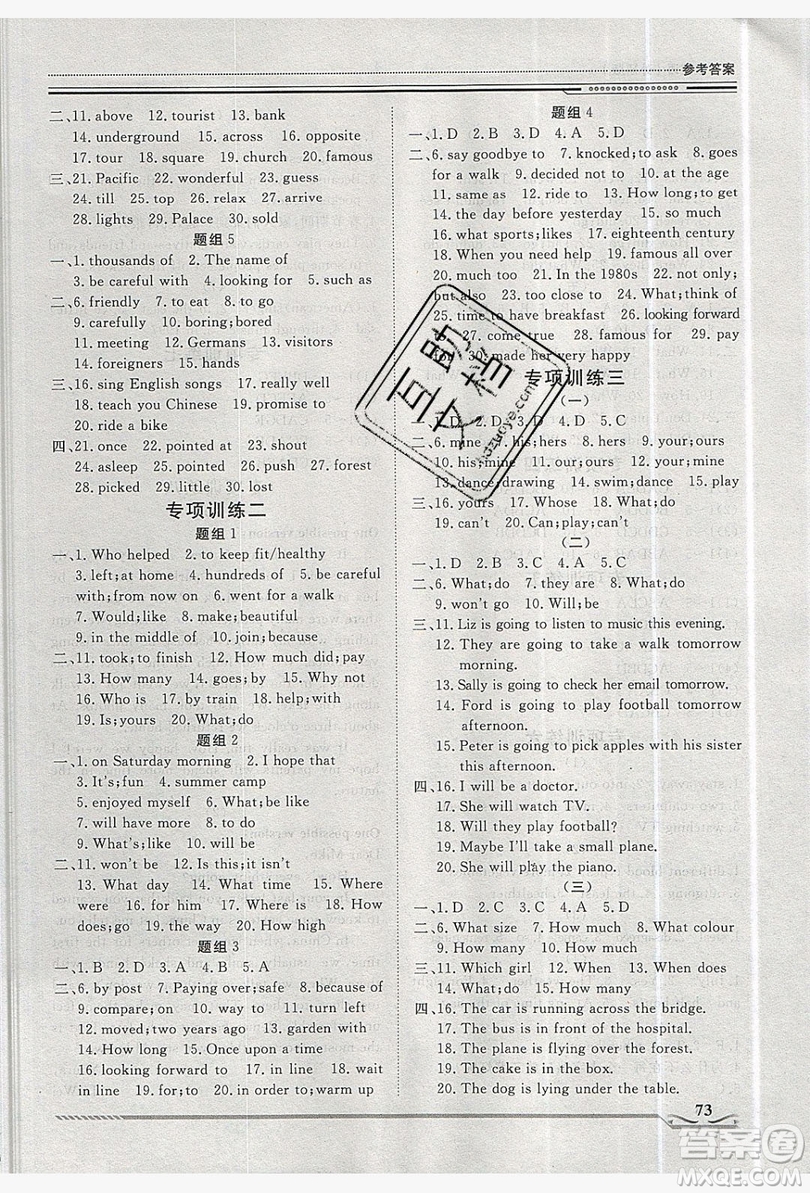 参考答案
二、11. above 12. tourist 13. built
14. underground 15. across 16. opposite
17. tour 18. square 19. church 20. famous
三、21. Pacific 22. wonderful 23. guess
24. till 25. top 26. relax 27. arrive
28. lights 29. Palace 30. sold
题组 5
一、1. thousands of 2. The name of
3. be careful with 4. looking for 5. such as
二、6. friendly 7. to eat 8. to go
9. carefully 10. boring;bored
11. meeting 12. Germans 13. visitors
14. foreigners 15. hands
三、16. sing English songs 17. really well
18. teach you Chinese 19. promise to
20. ride a bike
四、21. once 22. pointed at 23. shout at
24. asleep 25. pointed 26. push 27. forest
28. picked 29. little 30. lost
专项训练二
题组 1
一、1. Who helped 2. to keep fit/healthy
3. left;at home 4. hundreds of 5. careful
with;broken;down 6. went for a walk
7. Would;like! 8. make;beautiful
9. in the middle of 10. join;because
二、11. took;to finish 12. How much did;pay
13. How many 14. goes;by 15. Why not
16. Who is 17. by train 18. How many
19. Is;yours 20. What;do
题组 2
一、1. on Saturday morning 2. I hope that
3. It's;fun 4. summer camp
5. enjoyed myself 6. What;be
7. will have more 8. There will be
9. How long 10. will be
二、11. won't be 12. Is this;it isn't
13. What kind 14. What time 15. Where
were 16. for him 17. What is 18. How
does;go 19. the way 20. How high
题组 3
一、1. B 2. A 3. C 4. B 5. A
二、6. by post 7. Paying over;safe 8. because of
9. compare;on 10. way to 11. turn left
12. moved;two years ago 13. garden with
14. How long 15. Once upon a time
16. looking forward to 17. with 18. wait
in line 19. for;to 20. in order to;warm up
题组 4
一、1. D 2. D 3. C 4. A 5. D
二、6. say goodbye to 7. knocked;to say 8. goes
for a walk 9. decided not to 10. at the age
11. same as 12. ride to 13. How long;to get
14. the day before yesterday 15. so much
16. what sports;likes 17. eighteenth century
18. twice a week 19. famous all over
20. much too 21. In the 1980s 22. not only;
but also 23. too close to 24. What;think of
25. time to have breakfast 26. looking forward
27. come true 28. famous for 29. pay
30. made her very happy
专项训练三
(一)
一、1. D 2. B 3. C 4. D 5. C
二、6. mine 7. his;hers 8. hers 9. your;ours
10. his;mine 11. driving 12. painting
13. dance;drawing 14. swim;dance 15. play
三、16. yours 17. Whose 18. What;do
19. can't 20. Can;play;can't
(二)
一、1. D 2. B 3. C 4. D 5. A
二、6. What;do 7. they are 8. What;do
9. won't go 10. Will;be
三、11. Liz is going to listen to music this evening.
12. They are going to take a walk tomorrow
morning.
13. Sally is going to check her email tomorrow.
14. Ford is going to play football tomorrow
afternoon.
15. Peter is going to pick apples with his sister
this afternoon.
四、16. I will be a doctor.
17. She will watch TV.
18. Will they play football?
19. Maybe I'll take a small plane.
20. She will play the piano.
(三)
一、1. D 2. A 3. C 4. A 5. A
二、6. What size 7. How much 8. What colour
9. How many 10. How often
三、11. Which girl 12. When 13. When does
14. What's;for 15. How many
四、16. The car is running across the bridge.
17. The bus is in front of the hospital.
18. The plane is flying over the forest.
19. Don't walk past the bank.
20. The dog is lying under the table.
73
互助文档
hdzuoye.com
答案圈
MXQE.COM